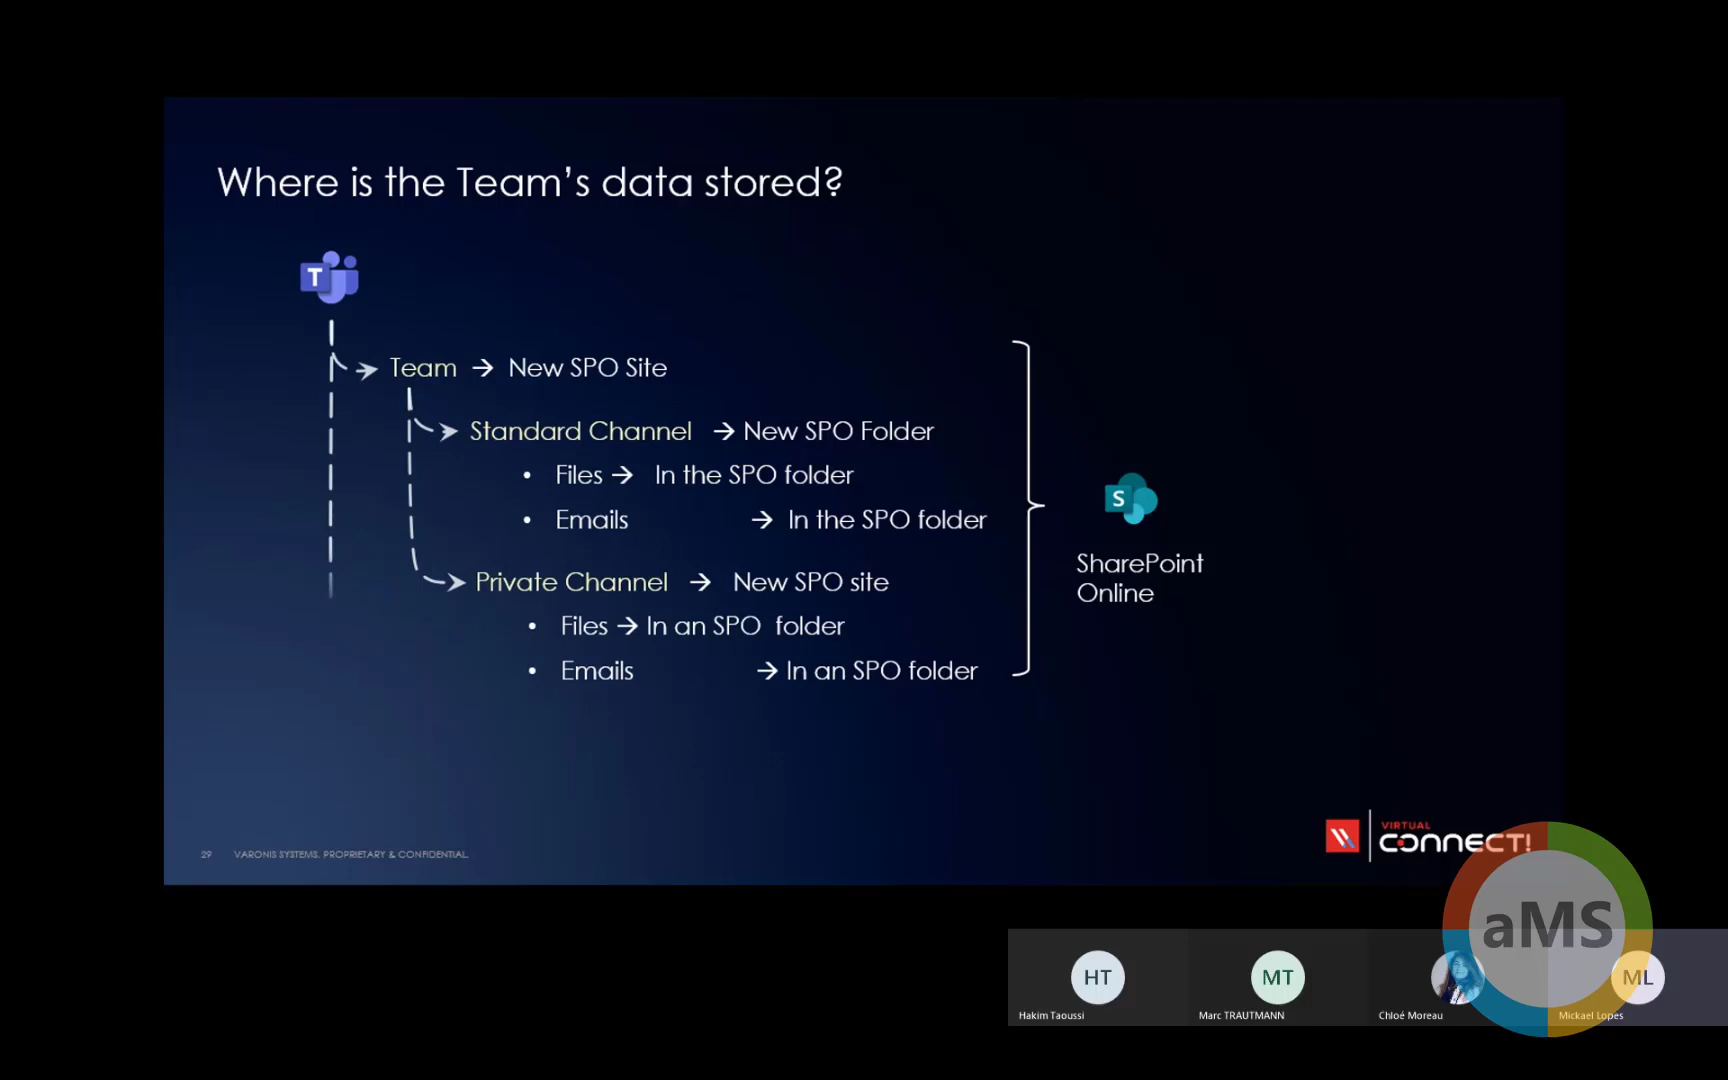 Where is the Team's data stored?
T
Team → New SPO Site
Standard Channel → New SPO Folder
• Files → In the SPO folder
• Emails → In the SPO folder
Private Channel → New SPO site
• Files → In an SPO folder
• Emails → In an SPO folder
S
SharePoint
Online
29 VARONIS SYSTEMS. PROPRIETARY & CONFIDENTIAL.
VIRTUAL
CONNECT!
aMS
HT
MT
ML
Hakim Taoussi
Marc TRAUTMANN
Chloé Moreau
Mickael Lopes